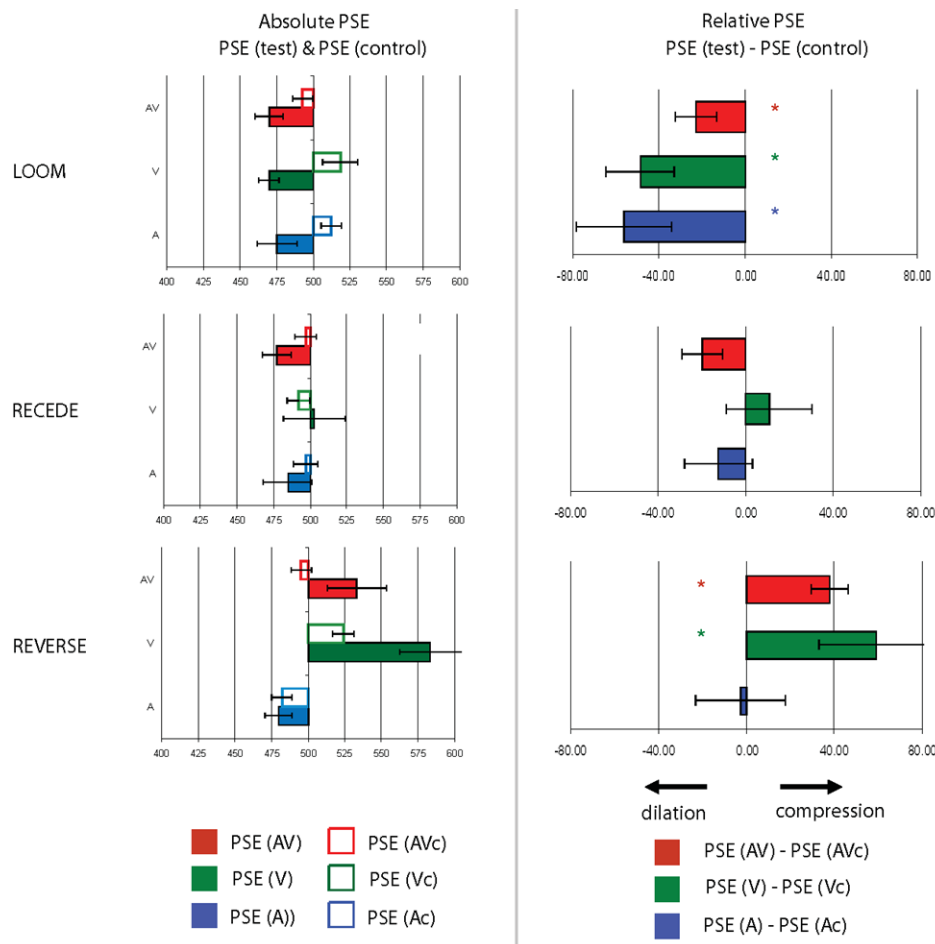 Absolute PSE
PSE (test) & PSE (control)
Relative PSE
PSE (test) - PSE (control)
LOOM
AV
V
A
400 425 450 475 500 525 550 575 600
-80.00 -40.00 0.00 40.00 80.00
* 
*
*
RECEDE
AV
V
A
400 425 450 475 500 525 550 575 600
-80.00 -40.00 0.00 40.00 80.00
REVERSE
AV
V
A
400 425 450 475 500 525 550 575 600
*
*
-80.00 -40.00 0.00 40.00 80.00
dilation compression
PSE (AV) PSE (AVc)
PSE (V) PSE (Vc)
PSE (A)) PSE (Ac)
PSE (AV) - PSE (AVc)
PSE (V) - PSE (Vc)
PSE (A) - PSE (Ac)